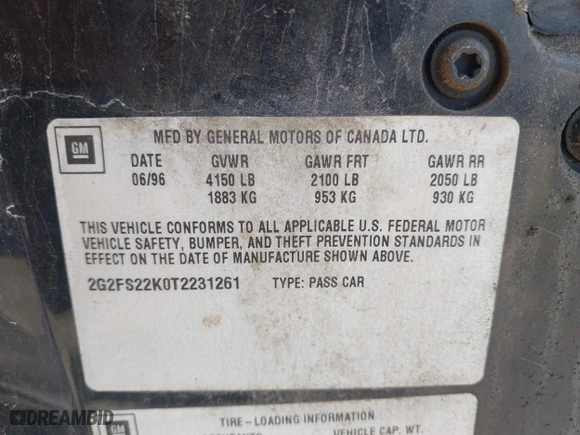 GM
MFD BY GENERAL MOTORS OF CANADA LTD.
DATE GVWR GAWR FRT GAWR RR
06/96 4150 LB 2100 LB 2050 LB
1883 KG 953 KG 930 KG
THIS VEHICLE CONFORMS TO ALL APPLICABLE U.S. FEDERAL MOTOR
VEHICLE SAFETY, BUMPER, AND THEFT PREVENTION STANDARDS IN
EFFECT ON THE DATE OF MANUFACTURE SHOWN ABOVE.
2G2FS22K0T2231261 TYPE: PASS CAR
GM
TIRE-LOADING INFORMATION
VEHICLE CAP. WT.
DREAMBID